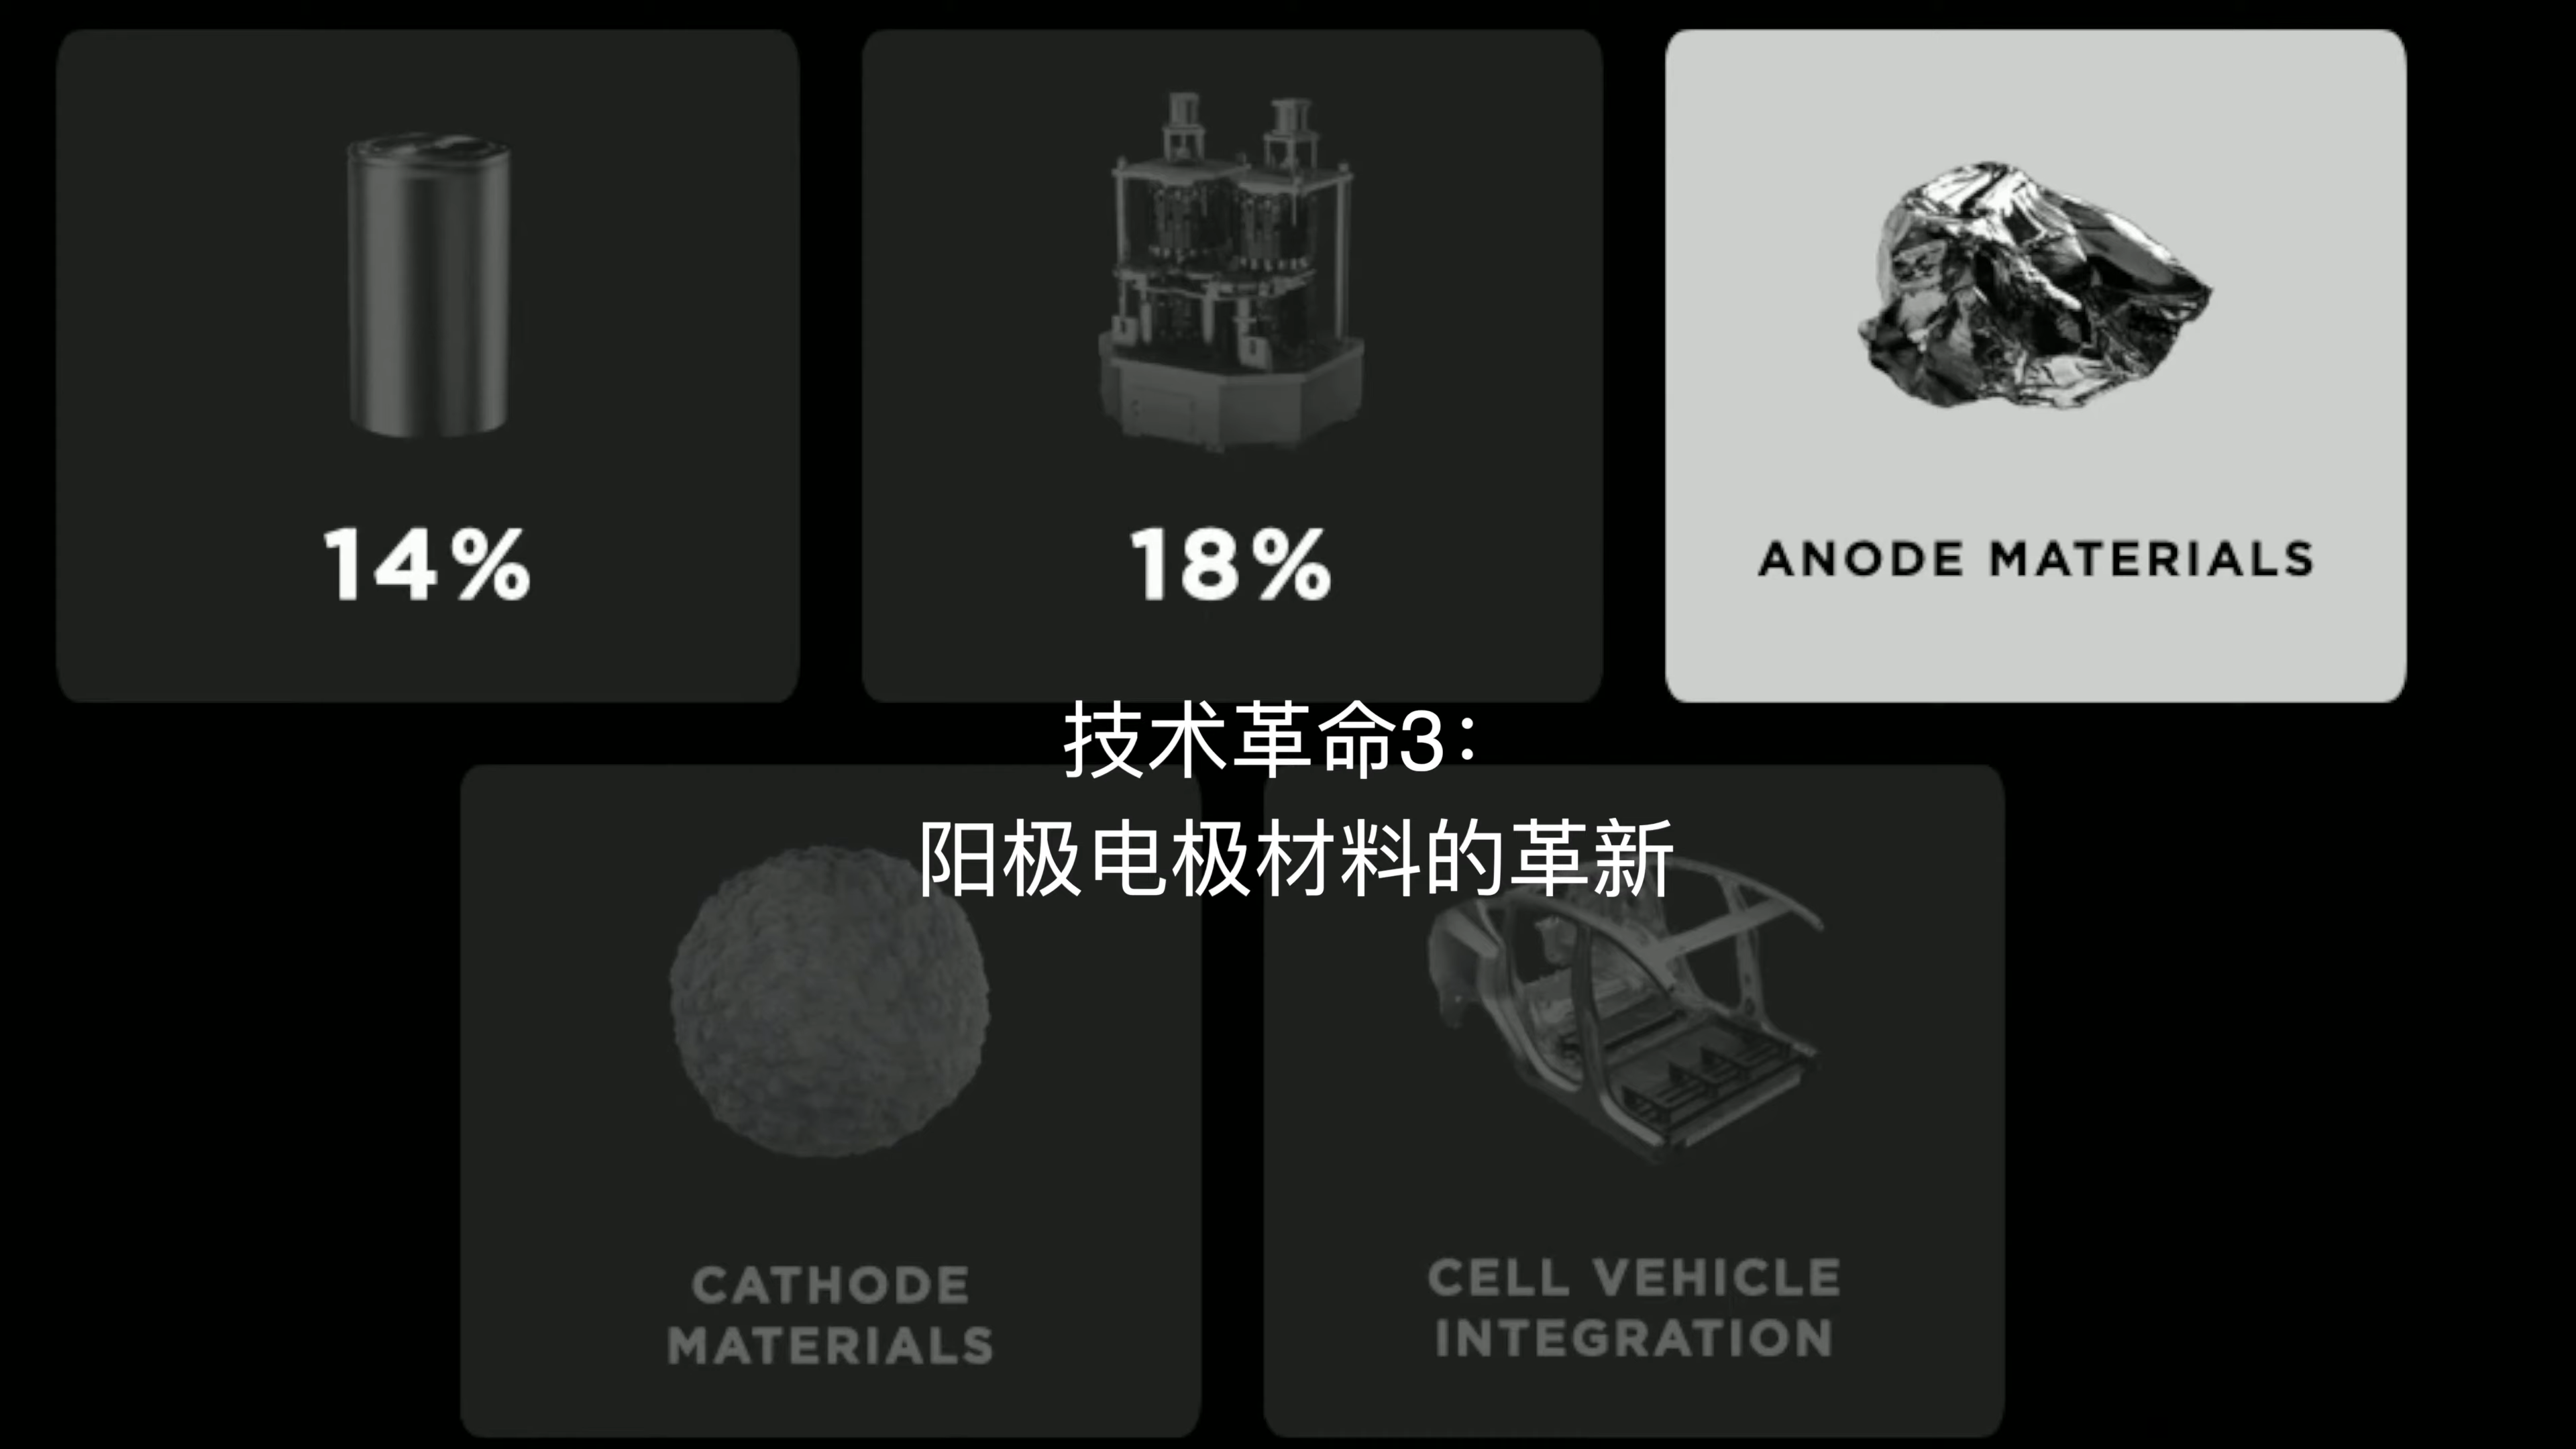 14%
18%
ANODE MATERIALS
技术革命3：
阳极电极材料的革新
CATHODE
MATERIALS
CELL VEHICLE
INTEGRATION